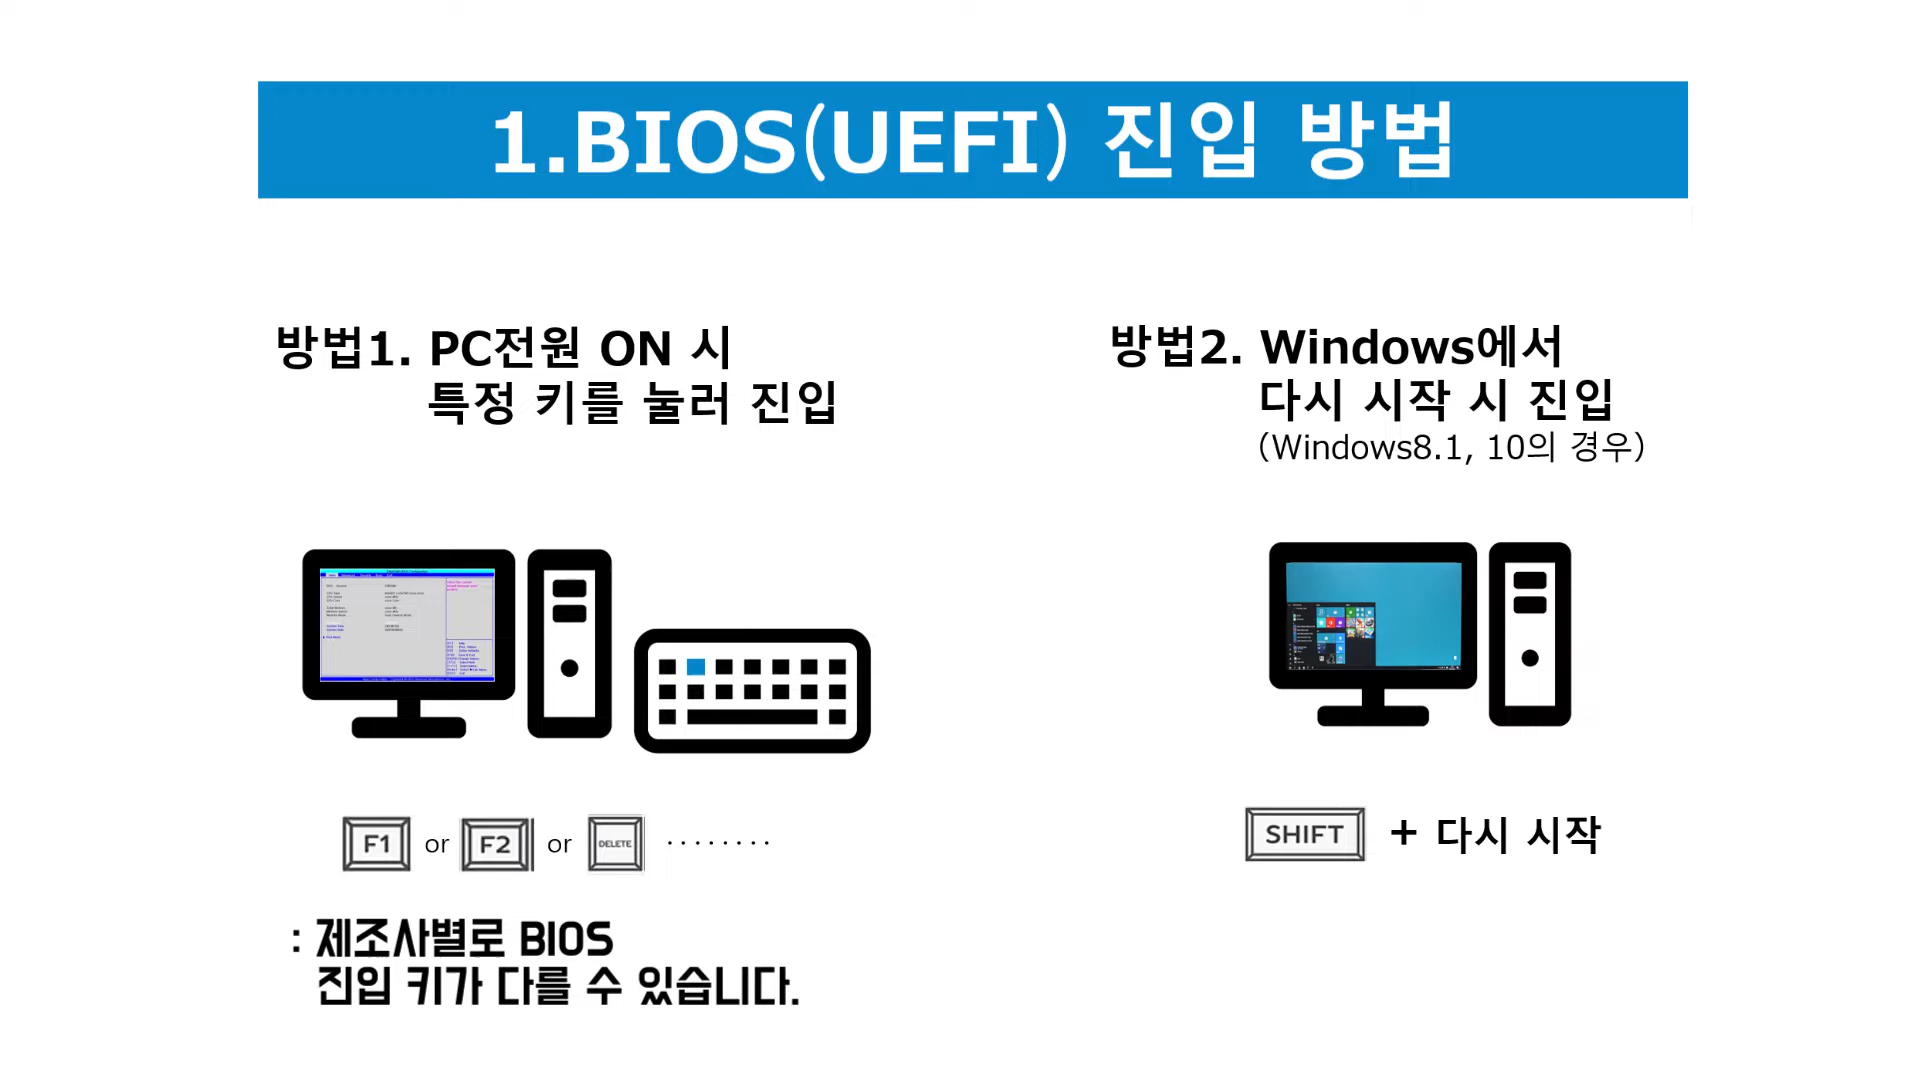 1.BIOS(UEFI) 진입 방법
방법1. PC전원 ON 시
특정 키를 눌러 진입
F1 or F2 or DELETE ········
: 제조사별로 BIOS
진입 키가 다를 수 있습니다.
방법2. Windows에서
다시 시작 시 진입
(Windows8.1, 10의 경우)
SHIFT + 다시 시작